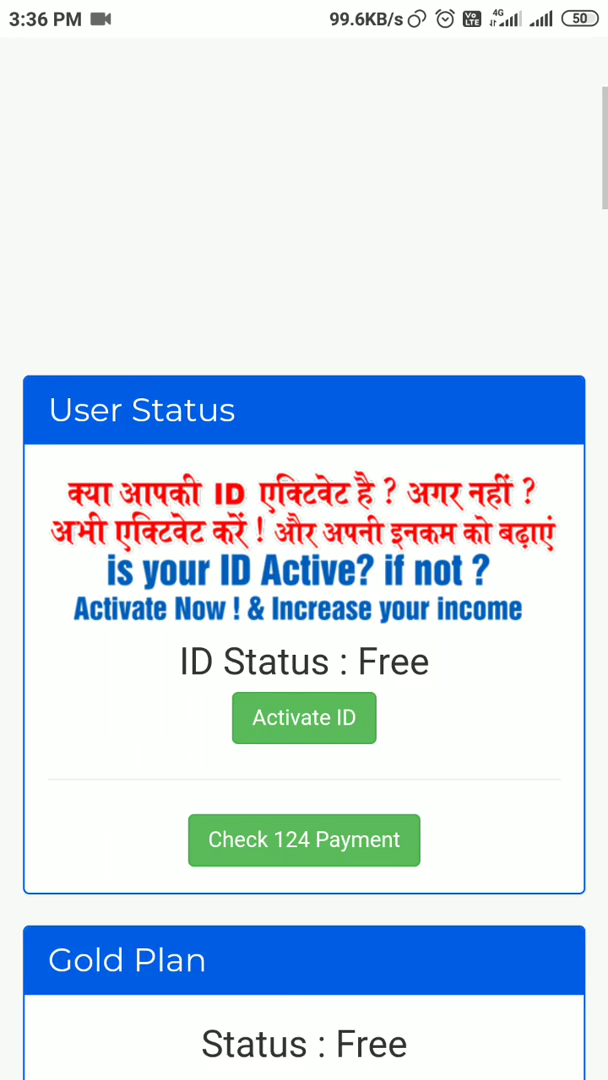 3:36 PM 99.6KB/s 4G Vo LTE 50
User Status
क्या आपकी ID एक्टिवेट है ? अगर नहीं ?
अभी एक्टिवेट करें ! और अपनी इनकम को बढ़ाएं
is your ID Active? if not ?
Activate Now ! & Increase your income
ID Status : Free
Activate ID
Check 124 Payment
Gold Plan
Status : Free